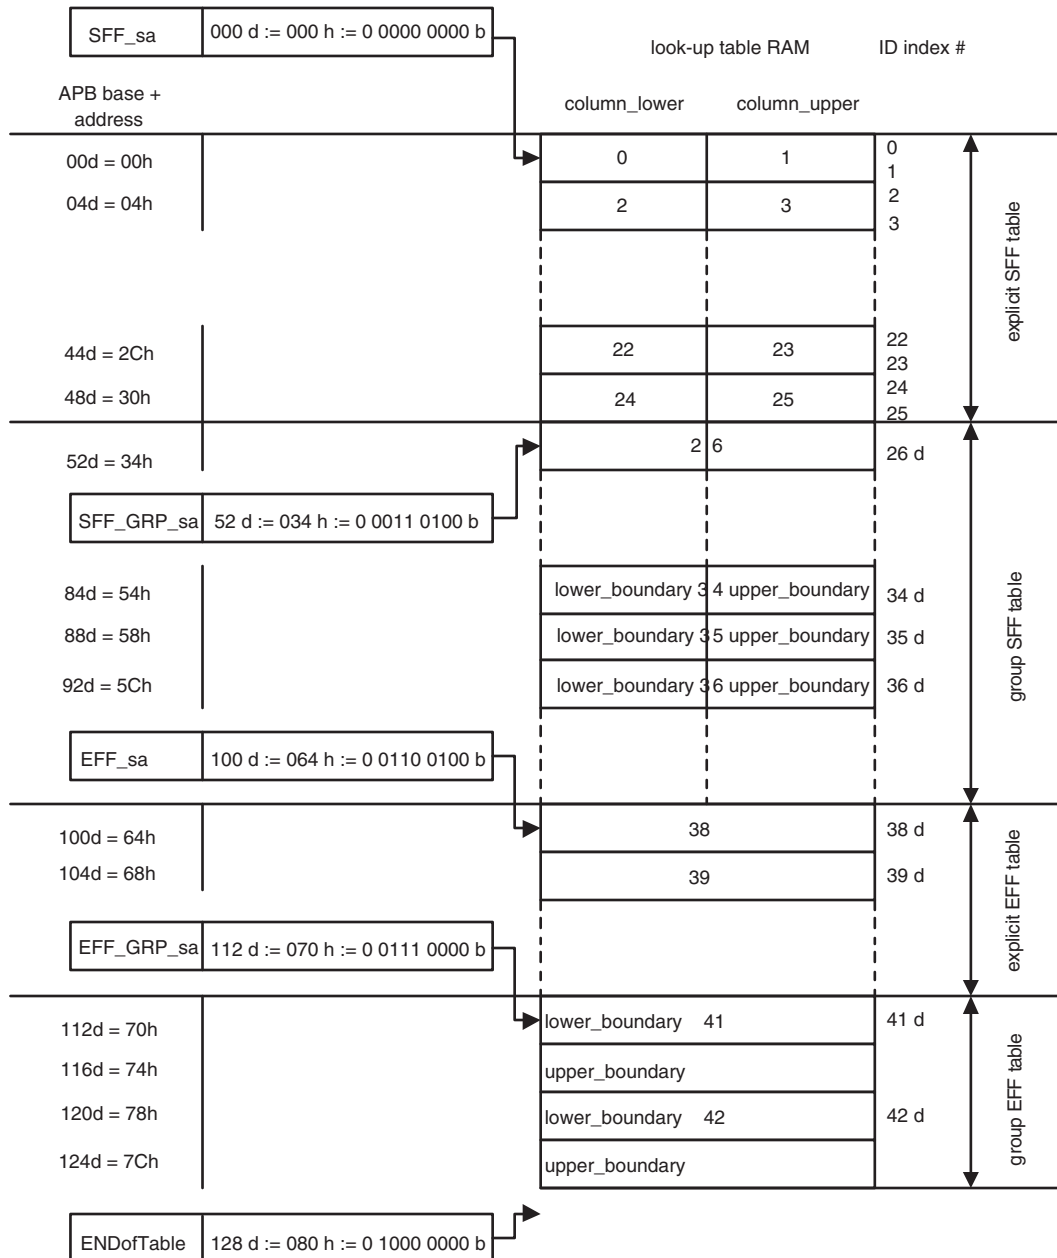 SFF_sa 000 d := 000 h := 0 0000 0000 b
look-up table RAM ID index #
APB base +
address
column_lower column_upper
00d = 00h 0 1 0
1
04d = 04h 2 3 2
3
explicit SFF table
44d = 2Ch 22 23 22
23
48d = 30h 24 25 24
25
52d = 34h 2 6 26 d
SFF_GRP_sa 52 d := 034 h := 0 0011 0100 b
84d = 54h lower_boundary 3 4 upper_boundary 34 d
88d = 58h lower_boundary 3 5 upper_boundary 35 d
92d = 5Ch lower_boundary 3 6 upper_boundary 36 d
group SFF table
EFF_sa 100 d := 064 h := 0 0110 0100 b
100d = 64h 38 38 d
104d = 68h 39 39 d
explicit EFF table
EFF_GRP_sa 112 d := 070 h := 0 0111 0000 b
112d = 70h lower_boundary 41 41 d
116d = 74h upper_boundary
120d = 78h lower_boundary 42 42 d
124d = 7Ch upper_boundary
group EFF table
ENDofTable 128 d := 080 h := 0 1000 0000 b